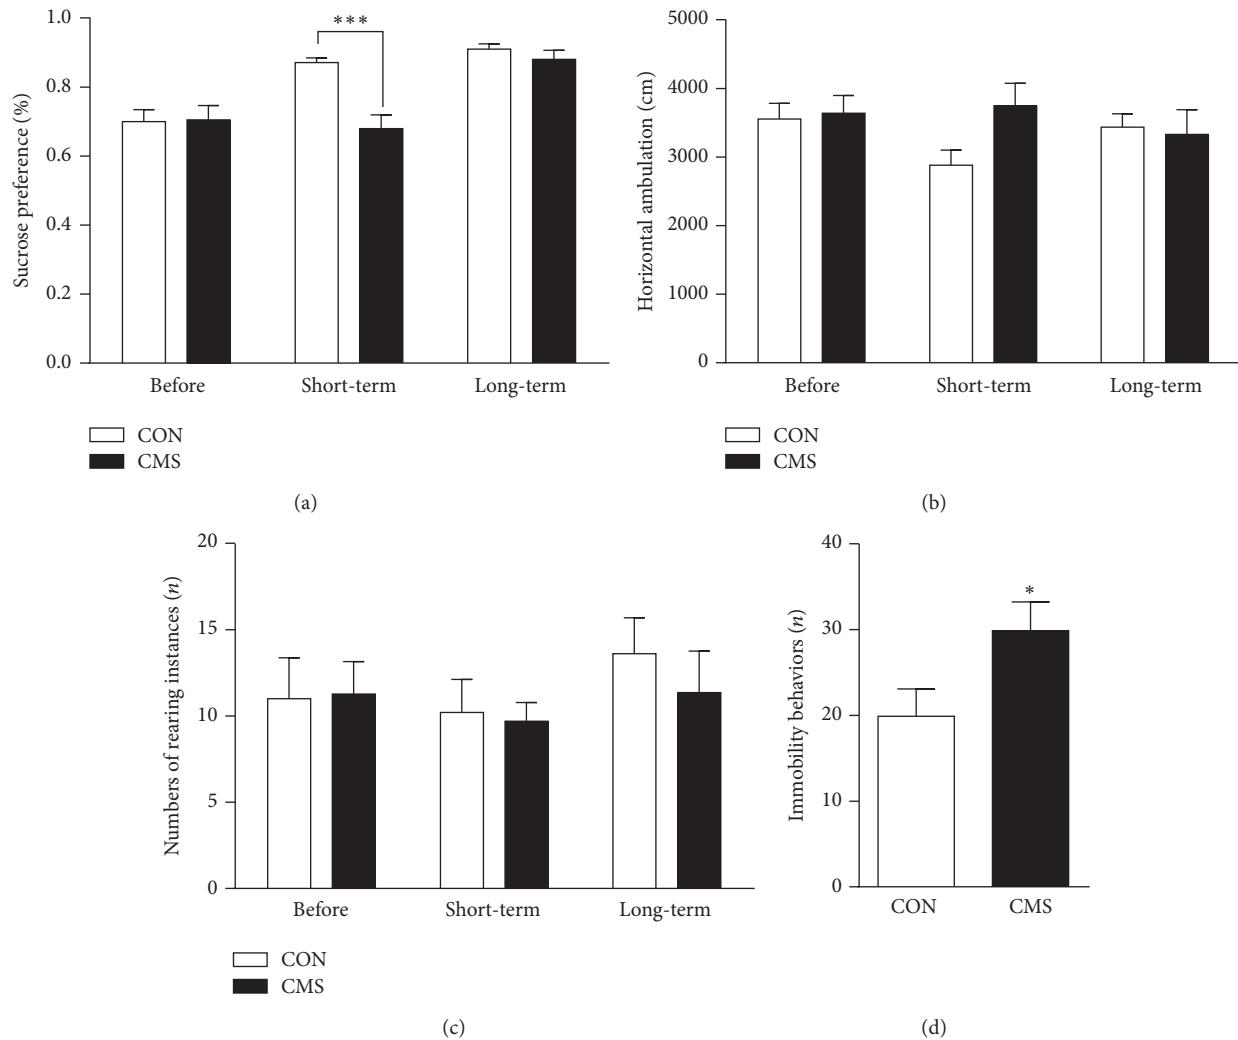 1.0
0.8
0.6
0.4
0.2
0.0
Sucrose preference (%)
***
Before Short-term Long-term
CON
CMS
(a)
5000
4000
3000
2000
1000
0
Horizontal ambulation (cm)
Before Short-term Long-term
CON
CMS
(b)
20
15
10
5
0
Numbers of rearing instances (n)
Before Short-term Long-term
CON
CMS
(c)
40
30
20
10
0
Immobility behaviors (n)
*
CON CMS
(d)